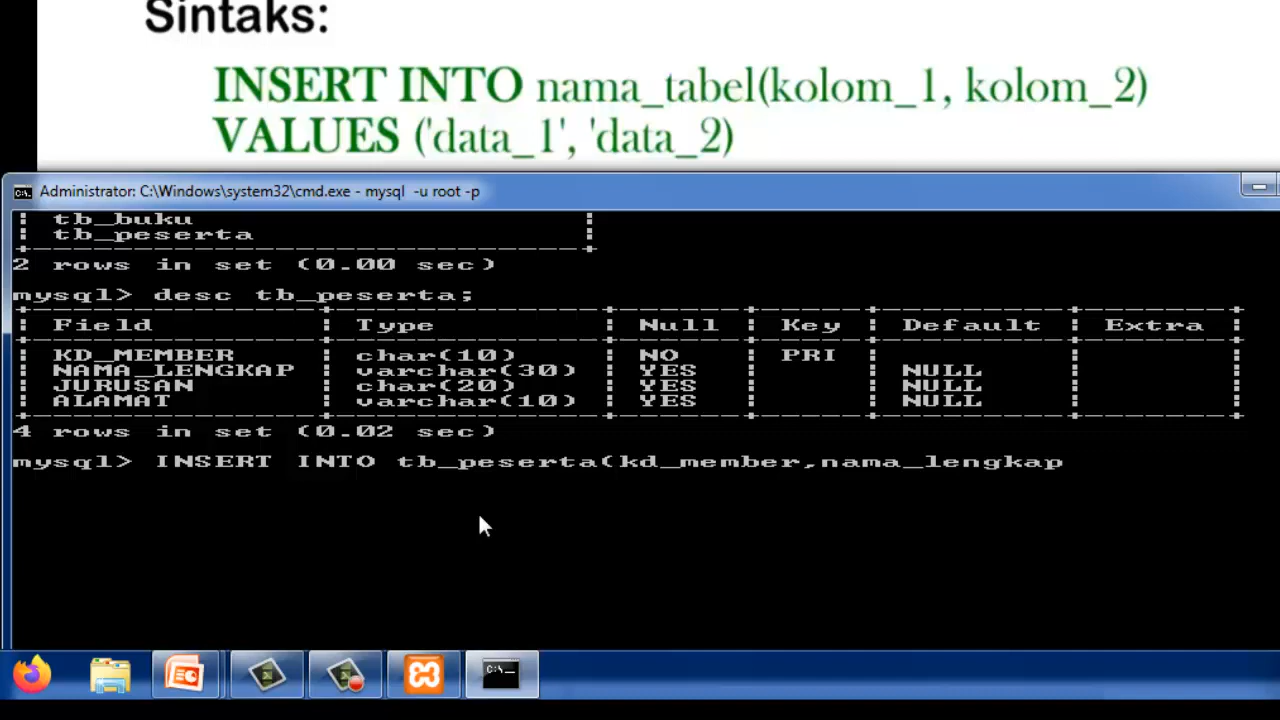 Sintaks:
INSERT INTO nama_tabel(kolom_1, kolom_2)
VALUES ('data_1', 'data_2)
Administrator: C:\Windows\system32\cmd.exe - mysql  -u root -p
| tb_buku |
| tb_peserta |
2 rows in set (0.00 sec)
mysql> desc tb_peserta;
| Field | Type | Null | Key | Default | Extra |
| KD_MEMBER | char(10) | NO | PRI | | |
| NAMA_LENGKAP | varchar(30) | YES | | NULL | |
| JURUSAN | char(20) | YES | | NULL | |
| ALAMAT | varchar(10) | YES | | NULL | |
4 rows in set (0.02 sec)
mysql> INSERT INTO tb_peserta(kd_member,nama_lengkap